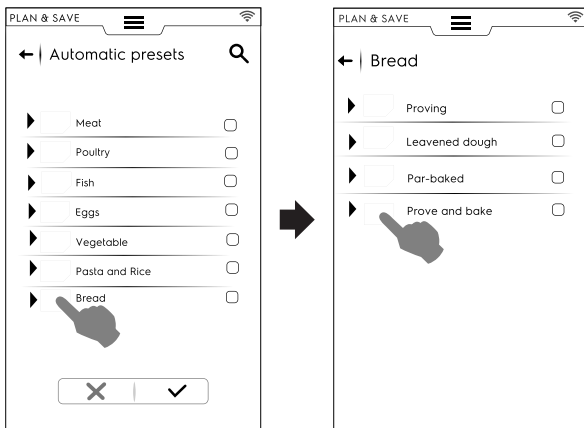 PLAN & SAVE
Automatic presets
Meat
Poultry
Fish
Eggs
Vegetable
Pasta and Rice
Bread
PLAN & SAVE
Bread
Proving
Leavened dough
Par-baked
Prove and bake